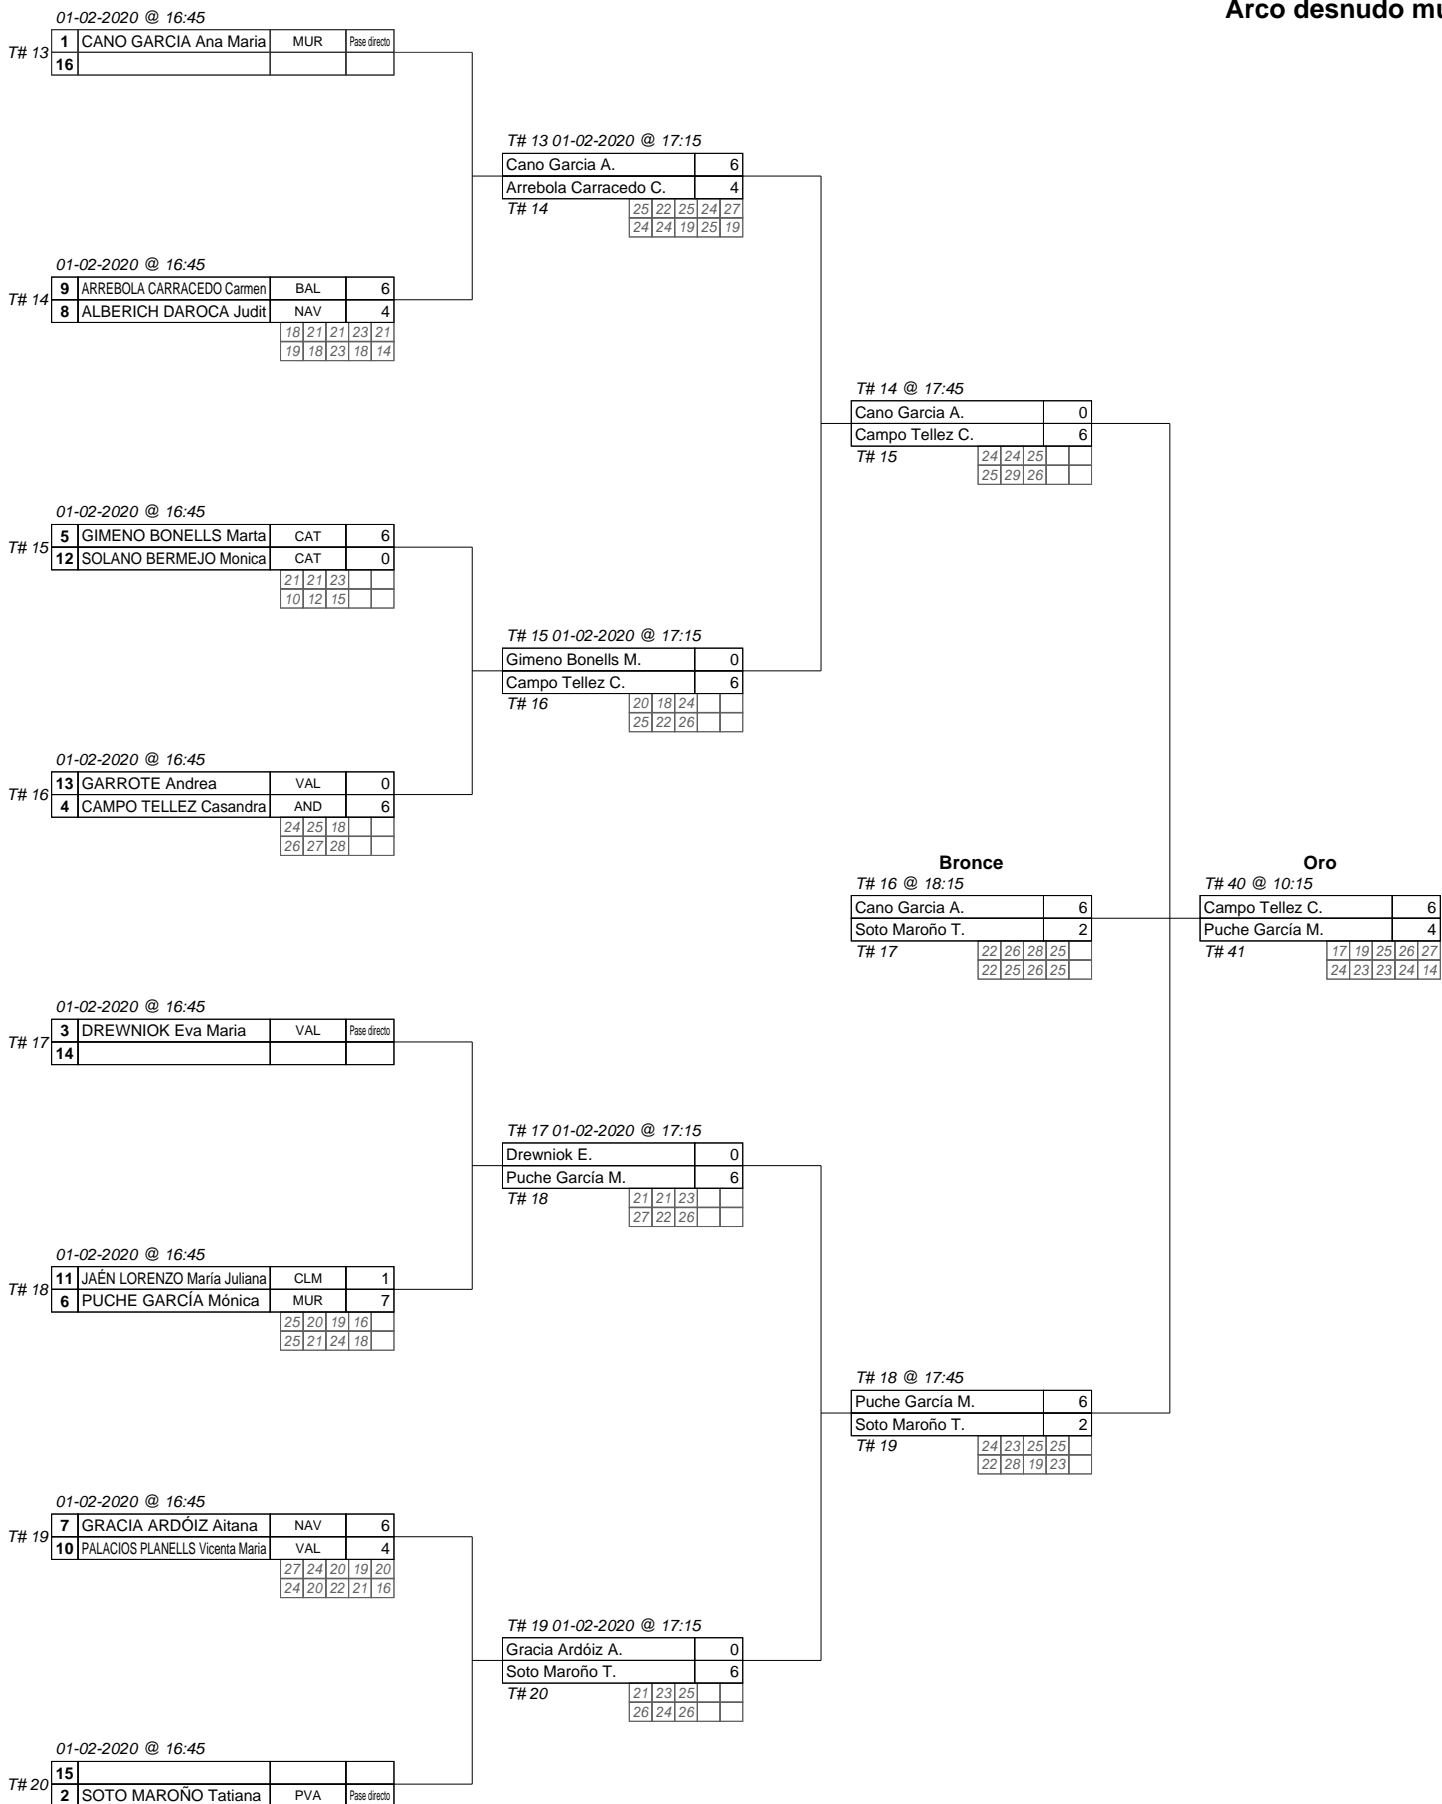 Arco desnudo
01-02-2020 @ 16:45
T# 13
1 CANO GARCIA Ana Maria MUR Pase directo
16
T# 13 01-02-2020 @ 17:15
Cano Garcia A. 6
Arrebola Carracedo C. 4
T# 14
25 22 25 24 27
24 24 19 25 19
01-02-2020 @ 16:45
T# 14
9 ARREBOLA CARRACEDO Carmen BAL 6
8 ALBERICH DAROCA Judit NAV 4
18 21 21 23 21
19 18 23 18 14
T# 14 @ 17:45
Cano Garcia A. 0
Campo Tellez C. 6
T# 15
24 24 25
25 29 26
01-02-2020 @ 16:45
T# 15
5 GIMENO BONELLS Marta CAT 6
12 SOLANO BERMEJO Monica CAT 0
21 21 23
10 12 15
T# 15 01-02-2020 @ 17:15
Gimeno Bonells M. 0
Campo Tellez C. 6
T# 16
20 18 24
25 22 26
01-02-2020 @ 16:45
T# 16
13 GARROTE Andrea VAL 0
4 CAMPO TELLEZ Casandra AND 6
24 25 18
26 27 28
Bronce
T# 16 @ 18:15
Cano Garcia A. 6
Soto Maroño T. 2
T# 17
22 26 28 25
22 25 26 25
Oro
T# 40 @ 10:15
Campo Tellez C. 6
Puche García M. 4
T# 41
17 19 25 26 27
24 23 23 24 14
01-02-2020 @ 16:45
T# 17
3 DREWNIOK Eva Maria VAL Pase directo
14
T# 17 01-02-2020 @ 17:15
Drewniok E. 0
Puche García M. 6
T# 18
21 21 23
27 22 26
01-02-2020 @ 16:45
T# 18
11 JAÉN LORENZO María Juliana CLM 1
6 PUCHE GARCÍA Mónica MUR 7
25 20 19 16
25 21 24 18
T# 18 @ 17:45
Puche García M. 6
Soto Maroño T. 2
T# 19
24 23 25 25
22 28 19 23
01-02-2020 @ 16:45
T# 19
7 GRACIA ARDÓIZ Aitana NAV 6
10 PALACIOS PLANELLS Vicenta Maria VAL 4
27 24 20 19 20
24 20 22 21 16
T# 19 01-02-2020 @ 17:15
Gracia Ardóiz A. 0
Soto Maroño T. 6
T# 20
21 23 25
26 24 26
01-02-2020 @ 16:45
T# 20
15
2 SOTO MAROÑO Tatiana PVA Pase directo